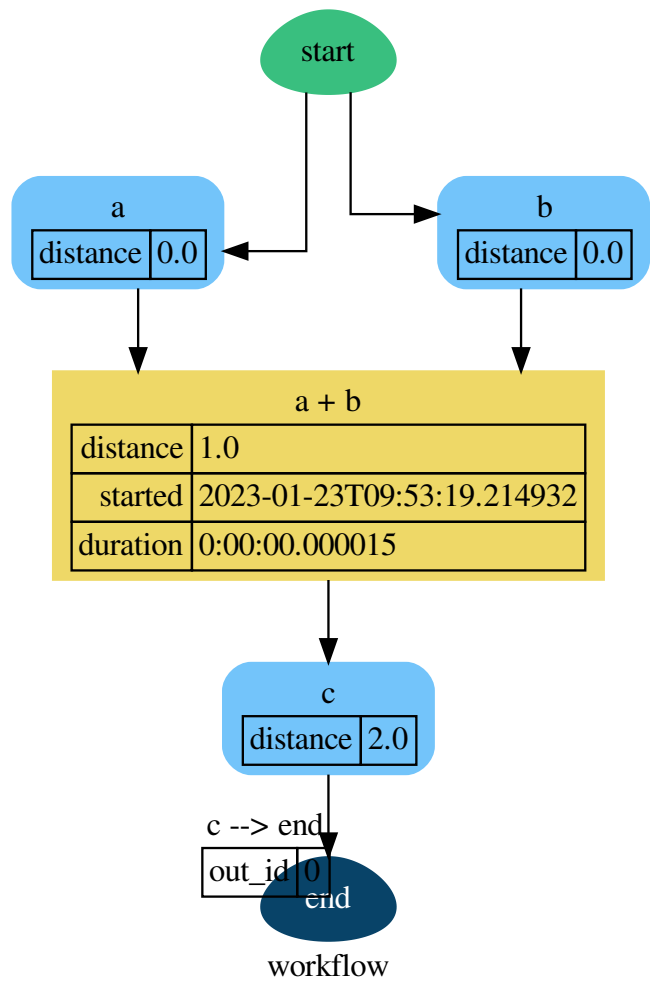 start
a
distance 0.0
b
distance 0.0
a + b
distance 1.0
started 2023-01-23T09:53:19.214932
duration 0:00:00.000015
c
distance 2.0
c --> end
out_id 0
end
workflow